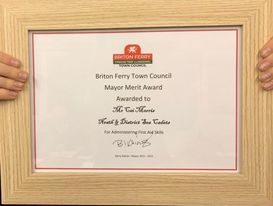 BRITON FERRY
TOWN COUNCIL
Briton Ferry Town Council
Mayor Merit Award
Awarded to
Mr Cai Morris
Neath & District Sea Cadets
For Administering First Aid Skills